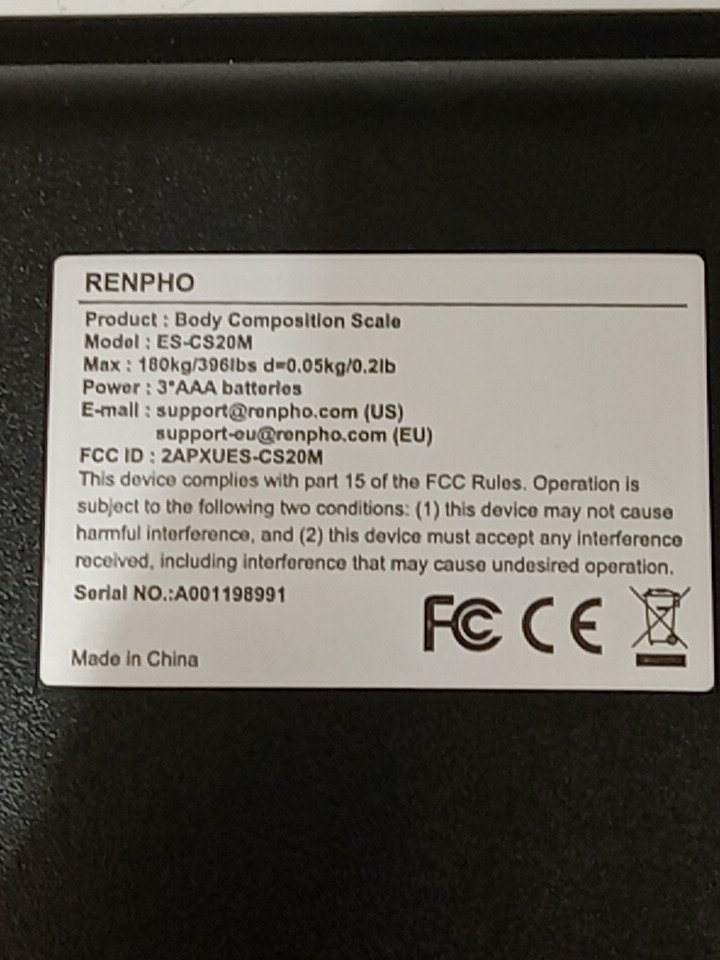 RENPHO
Product : Body Composition Scale
Model : ES-CS20M
Max : 180kg/396lbs d=0.05kg/0.2lb
Power : 3*AAA batteries
E-mail : support@renpho.com (US)
support-eu@renpho.com (EU)
FCC ID : 2APXUES-CS20M
This device complies with part 15 of the FCC Rules. Operation is
subject to the following two conditions: (1) this device may not cause
harmful interference, and (2) this device must accept any interference
received, including interference that may cause undesired operation.
Serial NO.:A001198991
FC CE
Made in China